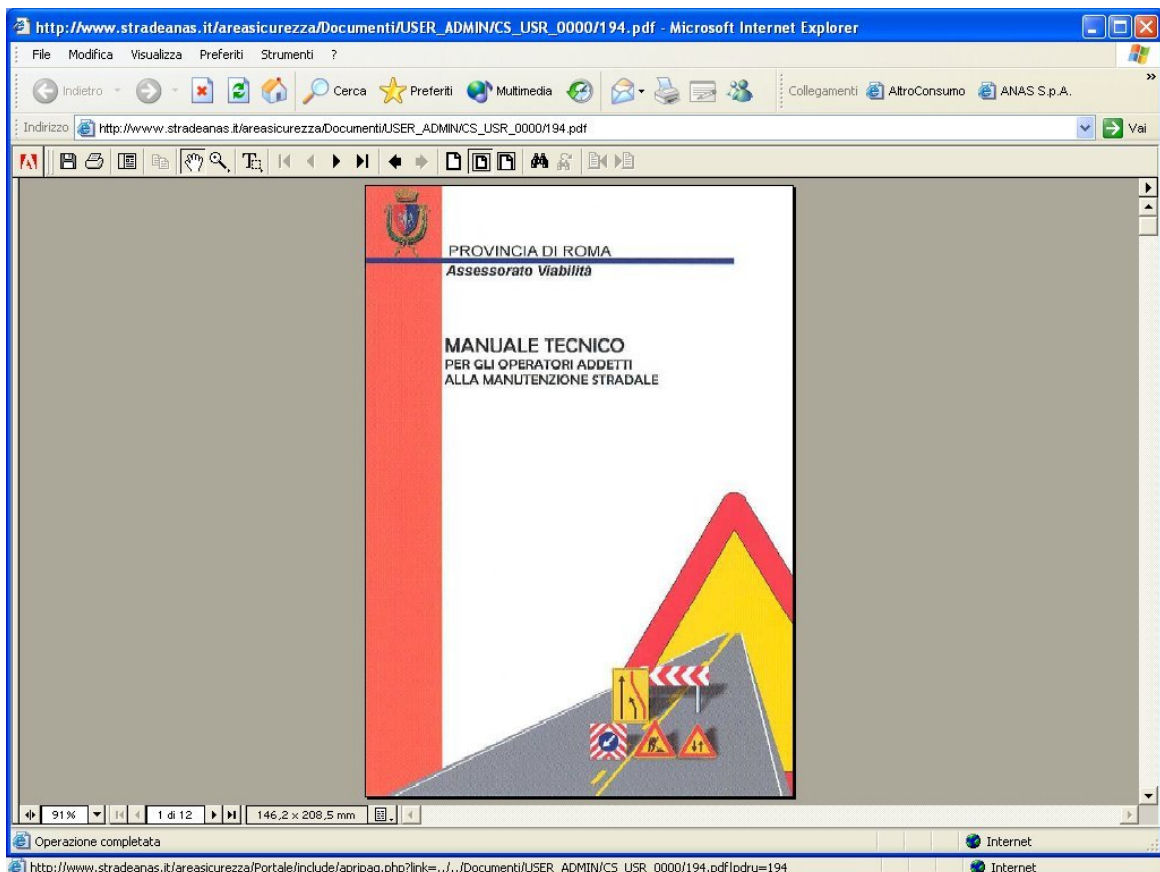 http://www.stradeanas.it/areasicurezza/Documenti/USER_ADMIN/CS_USR_0000/194.pdf - Microsoft Internet Explorer
File Modifica Visualizza Preferiti Strumenti ?
Indietro Cerca Preferiti Multimedia Collegamenti AltroConsumo ANAS S.p.A. »
Indirizzo http://www.stradeanas.it/areasicurezza/Documenti/USER_ADMIN/CS_USR_0000/194.pdf Vai
PROVINCIA DI ROMA
Assessorato Viabilità
MANUALE TECNICO
PER GLI OPERATORI ADDETTI
ALLA MANUTENZIONE STRADALE
91% 1 di 12 146,2 x 208,5 mm
Operazione completata Internet
http://www.stradeanas.it/areasicurezza/Portale/include/apripag.php?link=../../Documenti/USER_ADMIN/CS_USR_0000/194.pdf|pdru=194 Internet